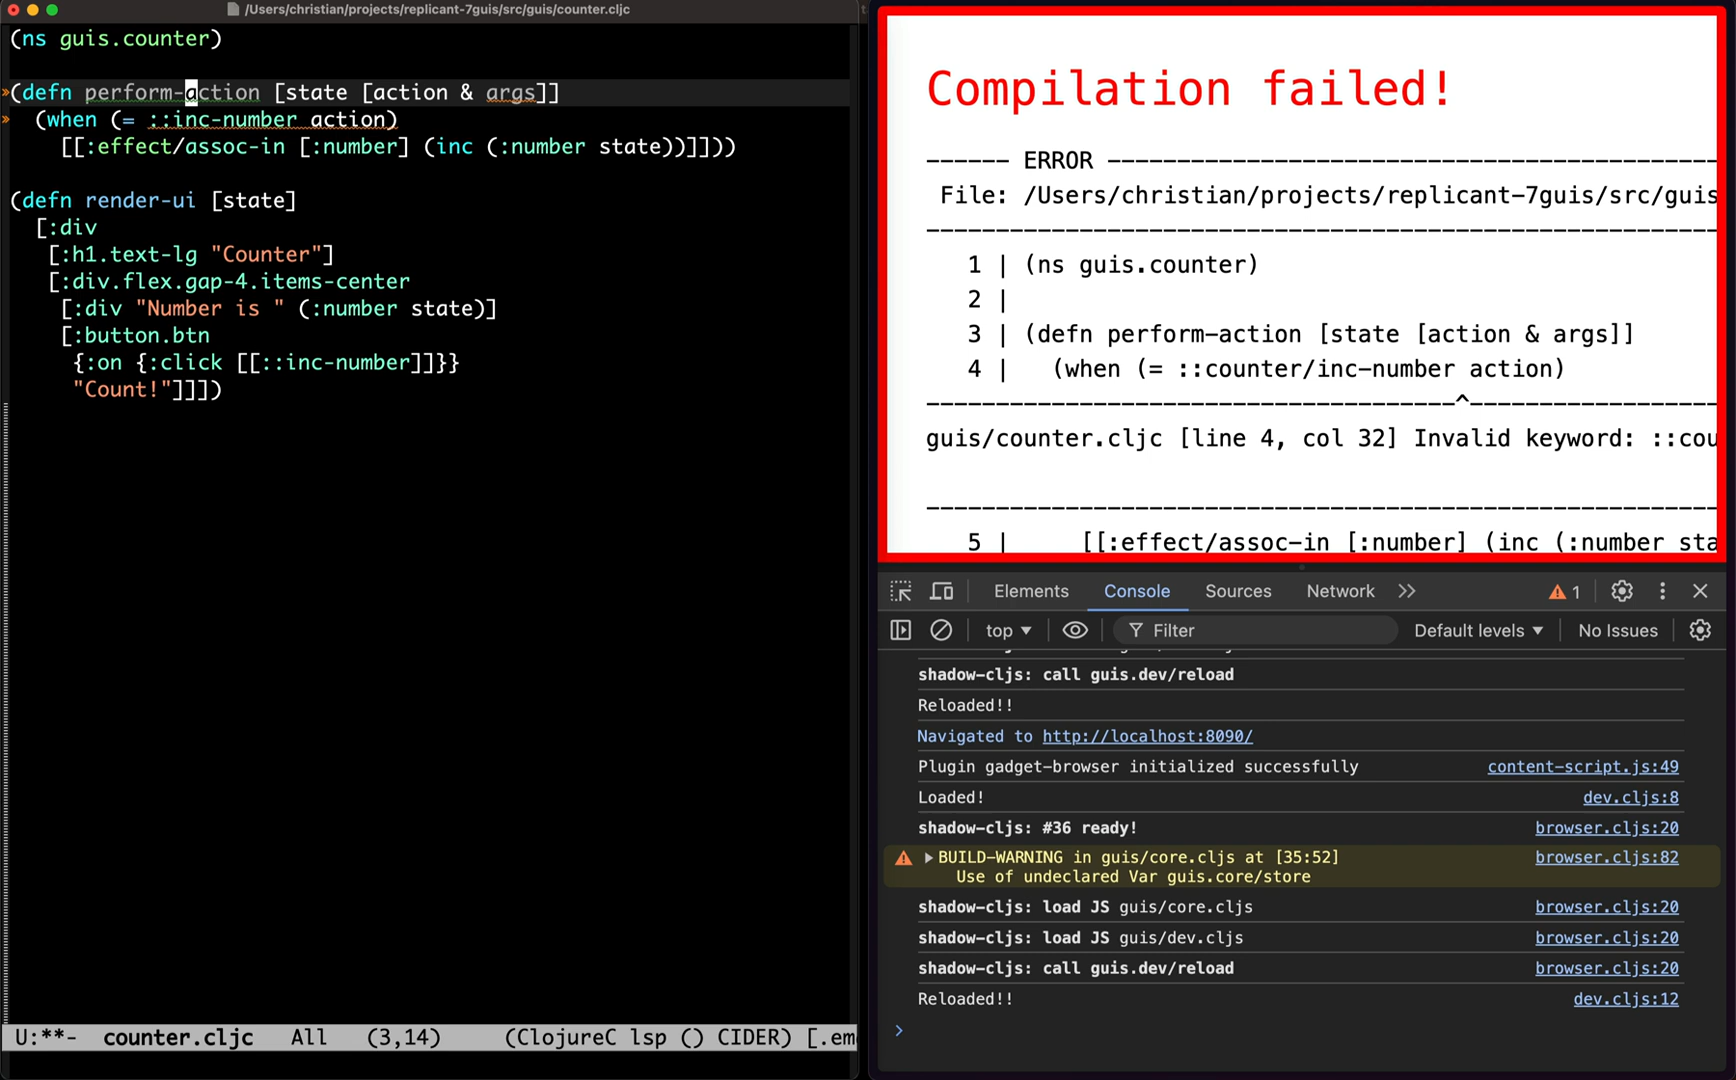 /Users/christian/projects/replicant-7guis/src/guis/counter.cljc
(ns guis.counter)
(defn perform-action [state [action & args]]
(when (= ::inc-number action)
[[:effect/assoc-in [:number] (inc (:number state))]]))
(defn render-ui [state]
[:div
[:h1.text-lg "Counter"]
[:div.flex.gap-4.items-center
[:div "Number is " (:number state)]
[:button.btn
{:on {:click [[::inc-number]]}}
"Count!"]]])
U:**-  counter.cljc   All   (3,14)     (ClojureC lsp () CIDER) [.em
Compilation failed!
------ ERROR ------
File: /Users/christian/projects/replicant-7guis/src/guis
1 | (ns guis.counter)
2 |
3 | (defn perform-action [state [action & args]]
4 |   (when (= ::counter/inc-number action)
^
guis/counter.cljc [line 4, col 32] Invalid keyword: ::cou
5 |     [[:effect/assoc-in [:number] (inc (:number sta
Elements Console Sources Network 1
top Filter Default levels No Issues
shadow-cljs: call guis.dev/reload
Reloaded!!
Navigated to http://localhost:8090/
Plugin gadget-browser initialized successfully content-script.js:49
Loaded! dev.cljs:8
shadow-cljs: #36 ready! browser.cljs:20
BUILD-WARNING in guis/core.cljs at [35:52] browser.cljs:82
Use of undeclared Var guis.core/store
shadow-cljs: load JS guis/core.cljs browser.cljs:20
shadow-cljs: load JS guis/dev.cljs browser.cljs:20
shadow-cljs: call guis.dev/reload browser.cljs:20
Reloaded!! dev.cljs:12